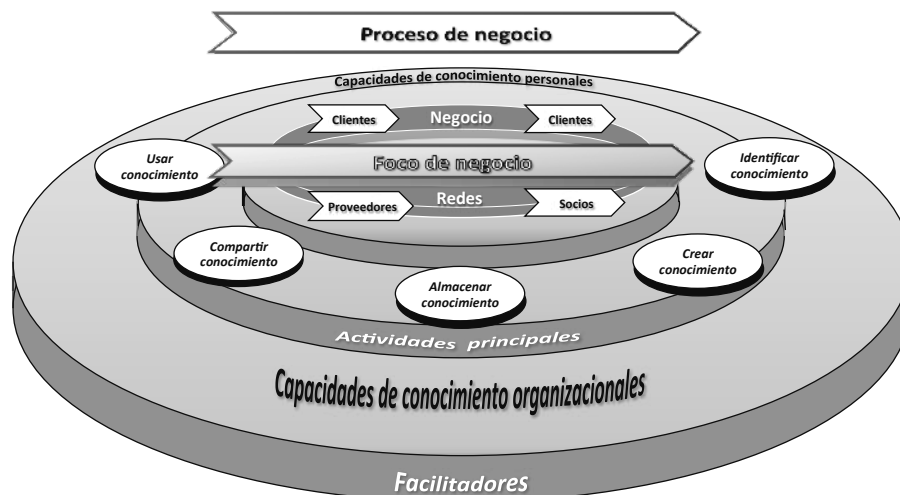 Proceso de negocio
Capacidades de conocimiento personales
Clientes
Negocio
Clientes
Usar
conocimiento
Foco de negocio
Identificar
conocimiento
Proveedores
Redes
Socios
Compartir
conocimiento
Crear
conocimiento
Almacenar
conocimiento
Actividades principales
Capacidades de conocimiento organizacionales
Facilitadores